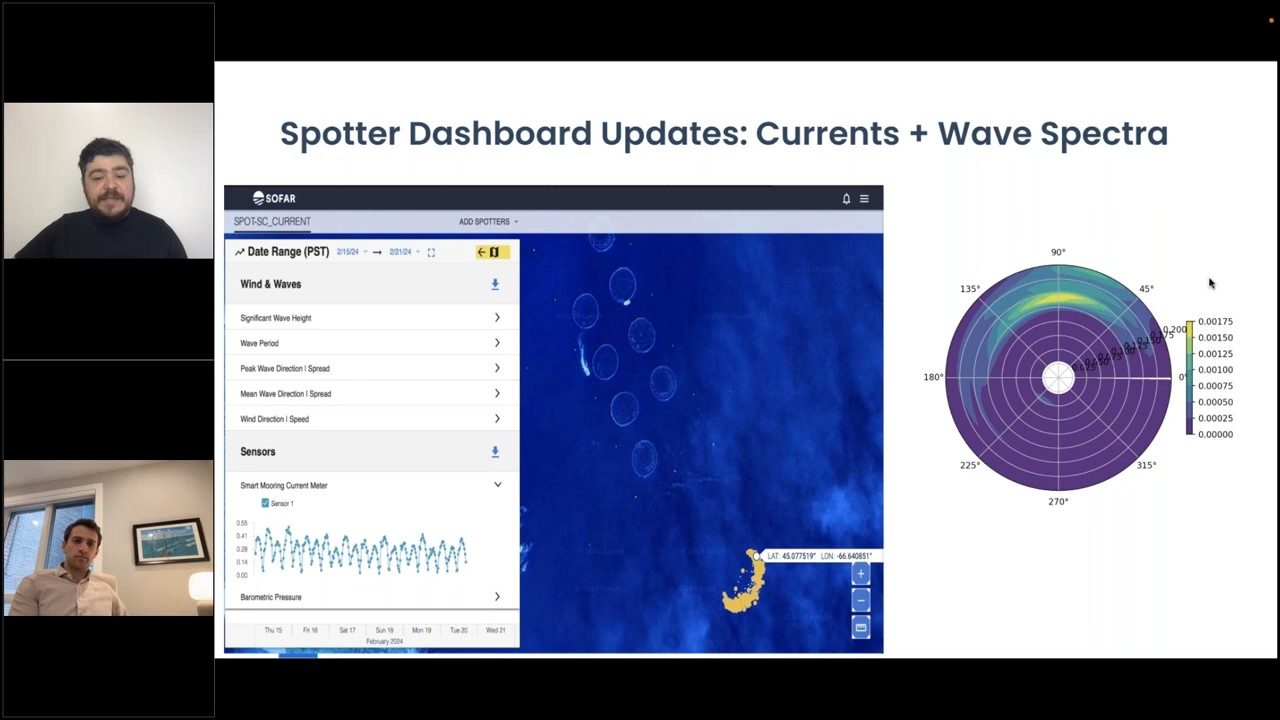 Spotter Dashboard Updates: Currents + Wave Spectra
SOFAR
SPOT-SC_CURRENT
ADD SPOTTERS
Date Range (PST) 2/15/24 → 2/21/24
Wind & Waves
Significant Wave Height
Wave Period
Peak Wave Direction | Spread
Mean Wave Direction | Spread
Wind Direction | Speed
Sensors
Smart Mooring Current Meter
Sensor 1
0.55
0.41
0.28
0.14
0.00
Barometric Pressure
Thu 15 Fri 16 Sat 17 Sun 18 Mon 19 Tue 20 Wed 21
February 2024
LAT: 45.077519° LON: -66.640851°
90°
135° 45°
180° 0°
225° 315°
270°
0.200
0.00175
0.00150
0.00125
0.00100
0.00075
0.00050
0.00025
0.00000